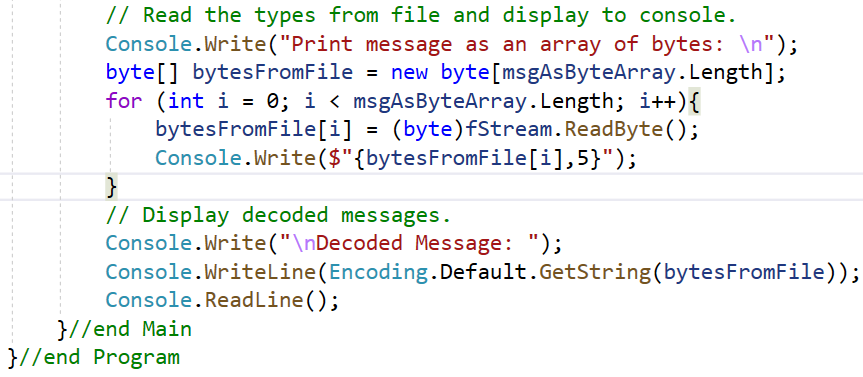 // Read the types from file and display to console.
Console.Write("Print message as an array of bytes: \n");
byte[] bytesFromFile = new byte[msgAsByteArray.Length];
for (int i = 0; i < msgAsByteArray.Length; i++){
bytesFromFile[i] = (byte)fStream.ReadByte();
Console.Write($"{bytesFromFile[i],5}");
}
// Display decoded messages.
Console.Write("\nDecoded Message: ");
Console.WriteLine(Encoding.Default.GetString(bytesFromFile));
Console.ReadLine();
}//end Main
}//end Program